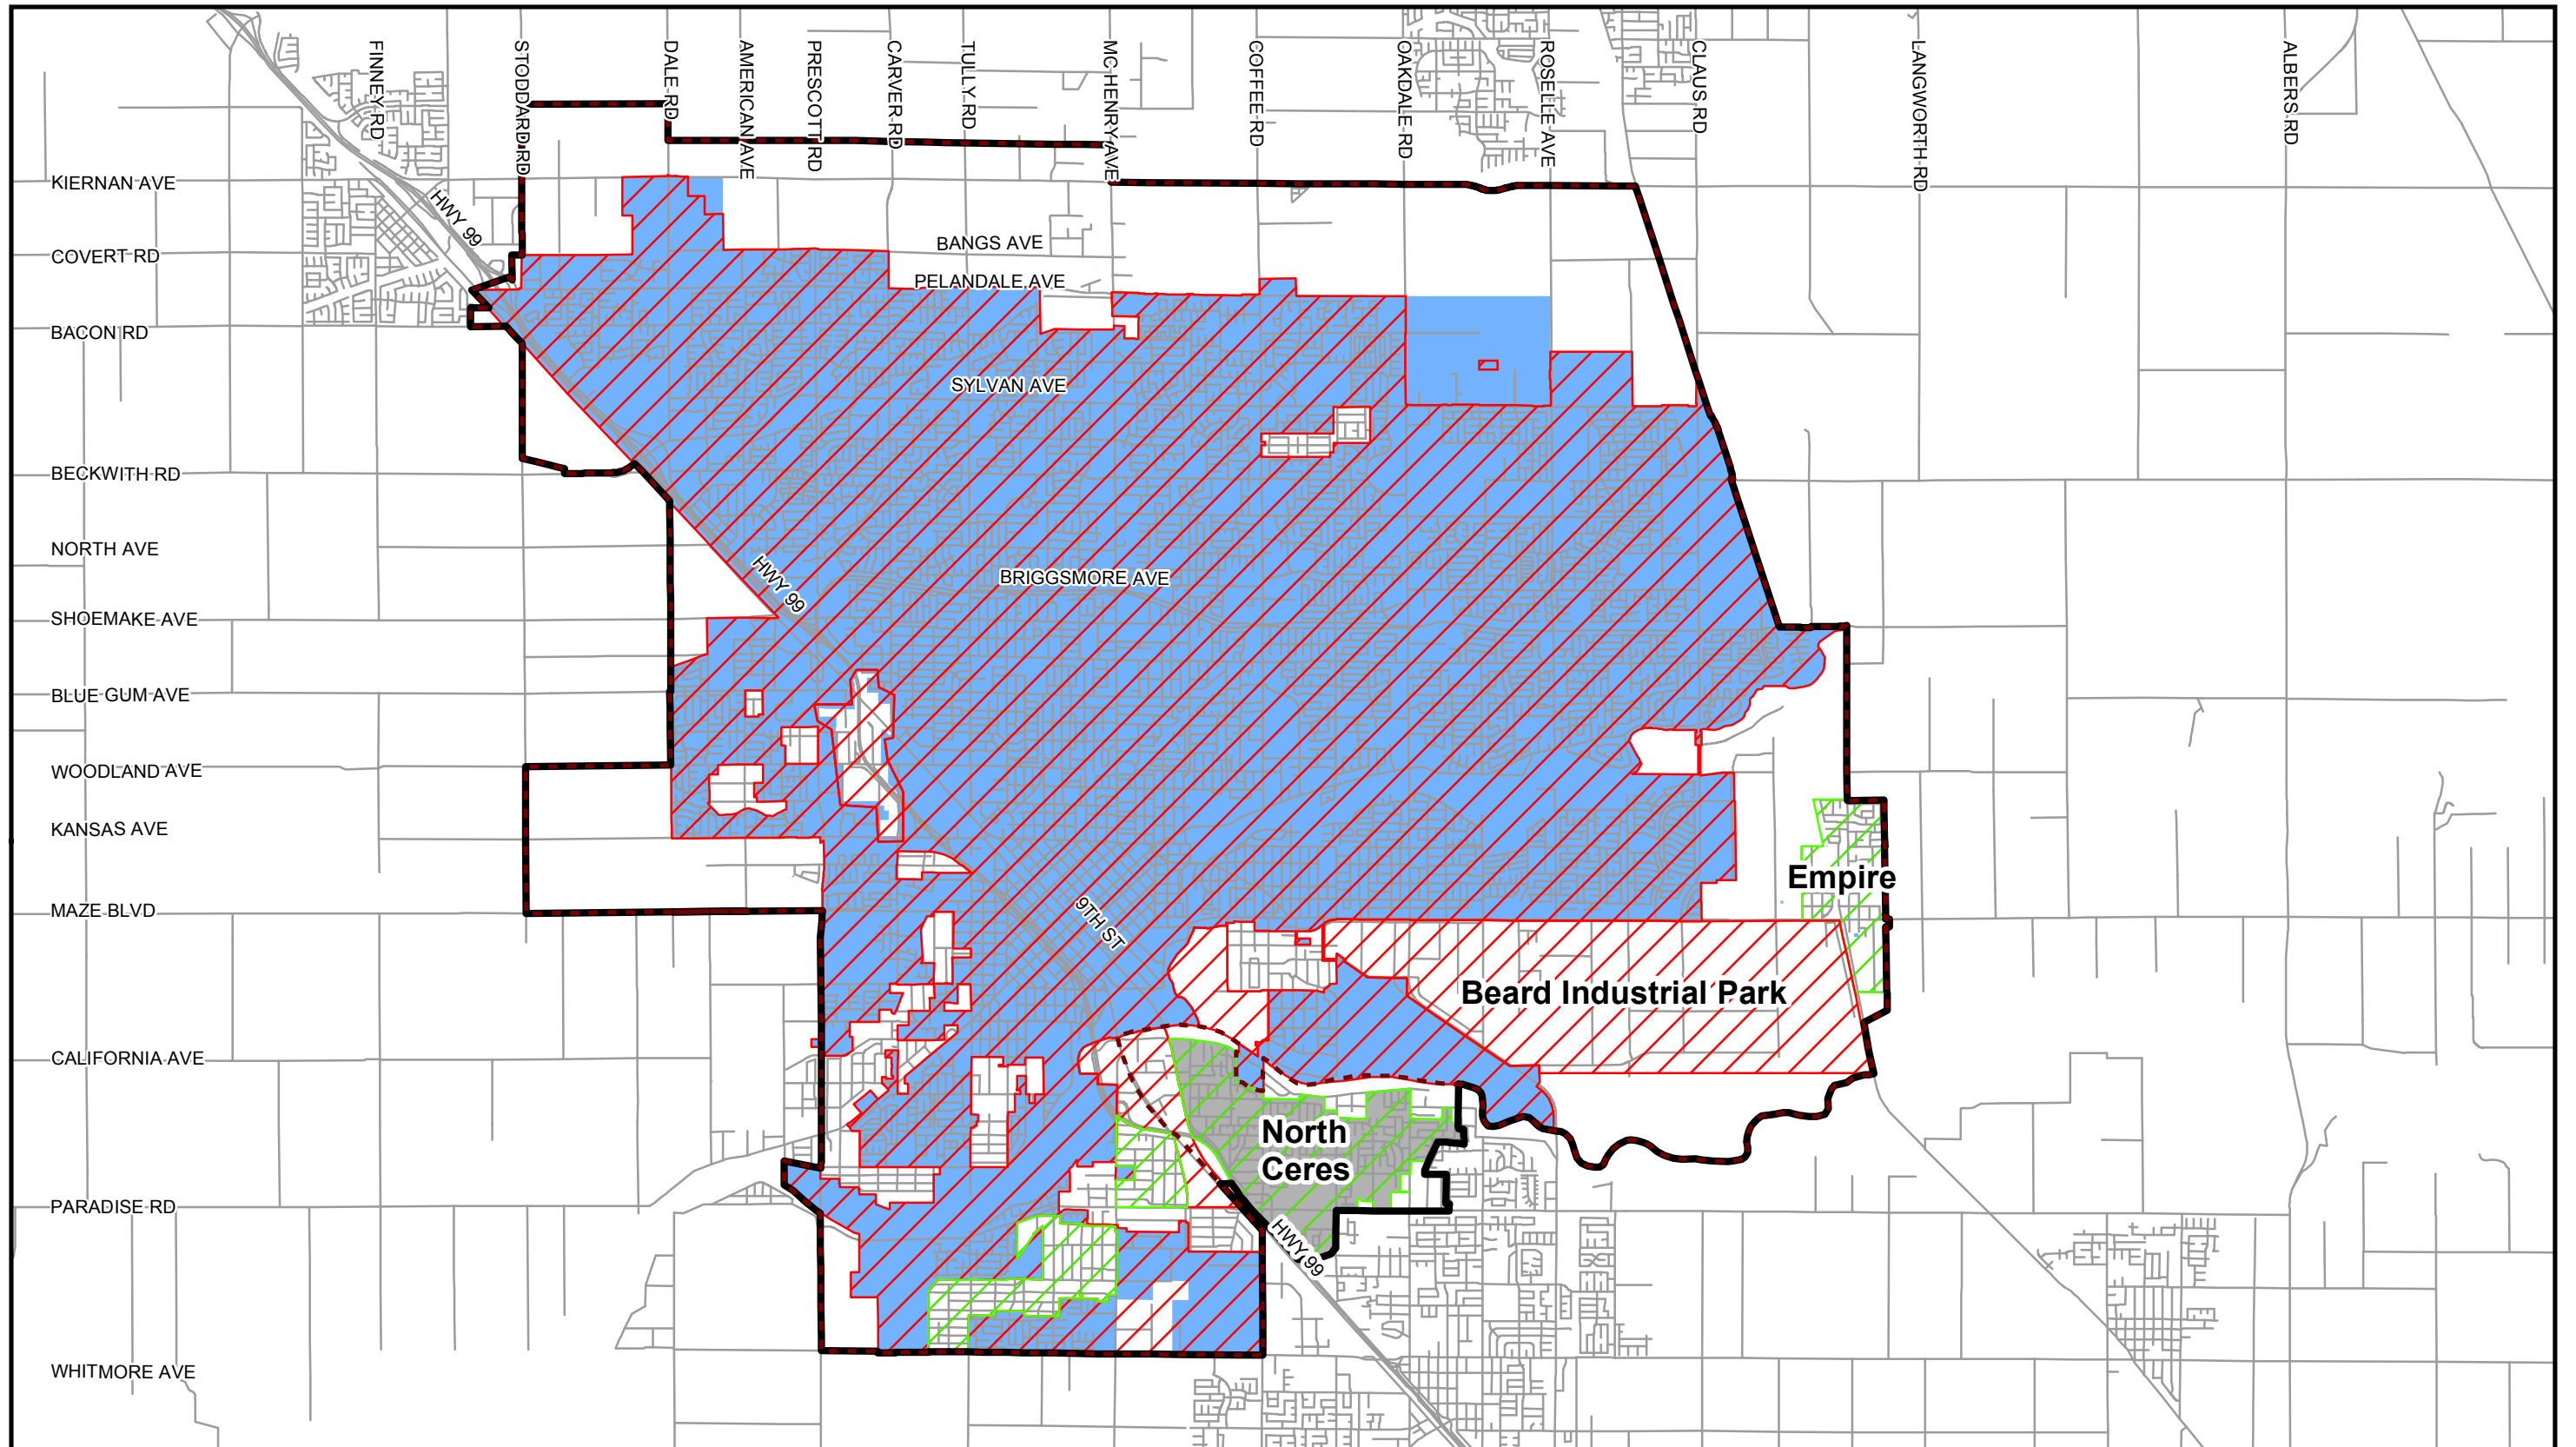 FINNEY RD
STODDARD RD
DALE RD
AMERICAN AVE
PRESCOTT RD
CARVER RD
TULLY RD
MC HENRY AVE
COFFEE RD
OAKDALE RD
ROSELLE AVE
CLAUS RD
LANGWORTH RD
ALBERS RD
KIERNAN AVE
HWY 99
BANGS AVE
COVERT RD
PELANDALE AVE
BACON RD
SYLVAN AVE
BECKWITH RD
NORTH AVE
HWY 99
BRIGGSMORE AVE
SHOEMAKE AVE
BLUE GUM AVE
WOODLAND AVE
KANSAS AVE
Empire
MAZE BLVD
9TH ST
Beard Industrial Park
CALIFORNIA AVE
North
Ceres
PARADISE RD
HWY 99
WHITMORE AVE